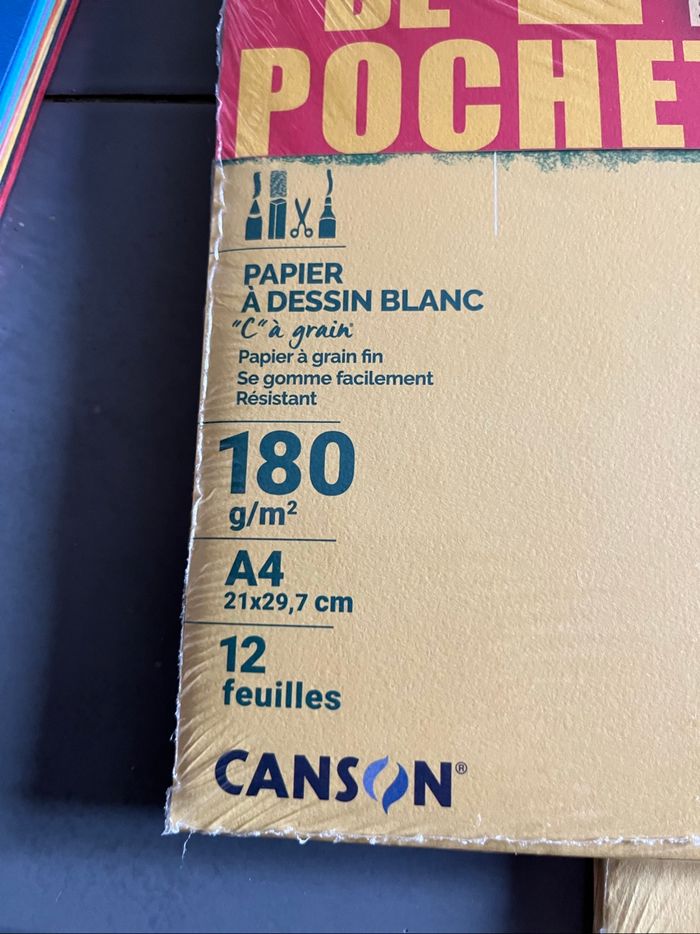 DE
POCHE
PAPIER
À DESSIN BLANC
"C" à grain®
Papier à grain fin
Se gomme facilement
Résistant
180
g/m²
A4
21x29,7 cm
12
feuilles
CANSON®